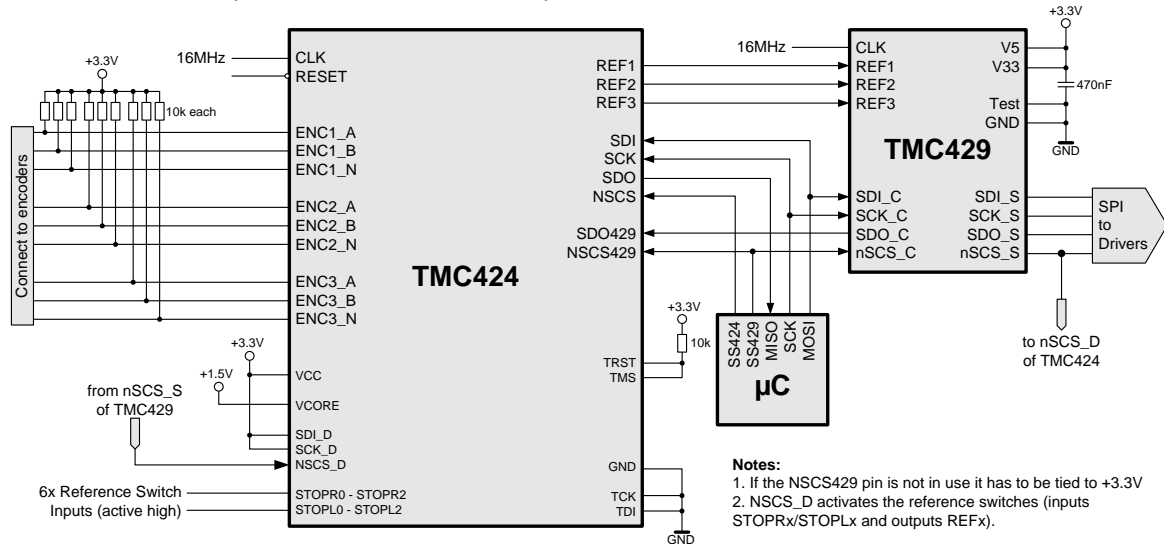 +3.3V
16MHz
CLK
RESET
+3.3V
10k each
Connect to encoders
ENC1_A
ENC1_B
ENC1_N
ENC2_A
ENC2_B
ENC2_N
ENC3_A
ENC3_B
ENC3_N
+3.3V
VCC
+1.5V
VCORE
from nSCS_S
of TMC429
SDI_D
SCK_D
NSCS_D
6x Reference Switch
Inputs (active high)
STOPR0 - STOPR2
STOPL0 - STOPL2
TMC424
REF1
REF2
REF3
SDI
SCK
SDO
NSCS
SDO429
NSCS429
+3.3V
10k
TRST
TMS
GND
TCK
TDI
GND
16MHz
CLK
REF1
REF2
REF3
TMC429
V5
V33
470nF
Test
GND
GND
SDI_C
SCK_C
SDO_C
nSCS_C
SDI_S
SCK_S
SDO_S
nSCS_S
SPI
to
Drivers
to nSCS_D
of TMC424
SS424
SS429
MISO
SCK
MOSI
µC
Notes:
1. If the NSCS429 pin is not in use it has to be tied to +3.3V
2. NSCS_D activates the reference switches (inputs
STOPRx/STOPLx and outputs REFx).